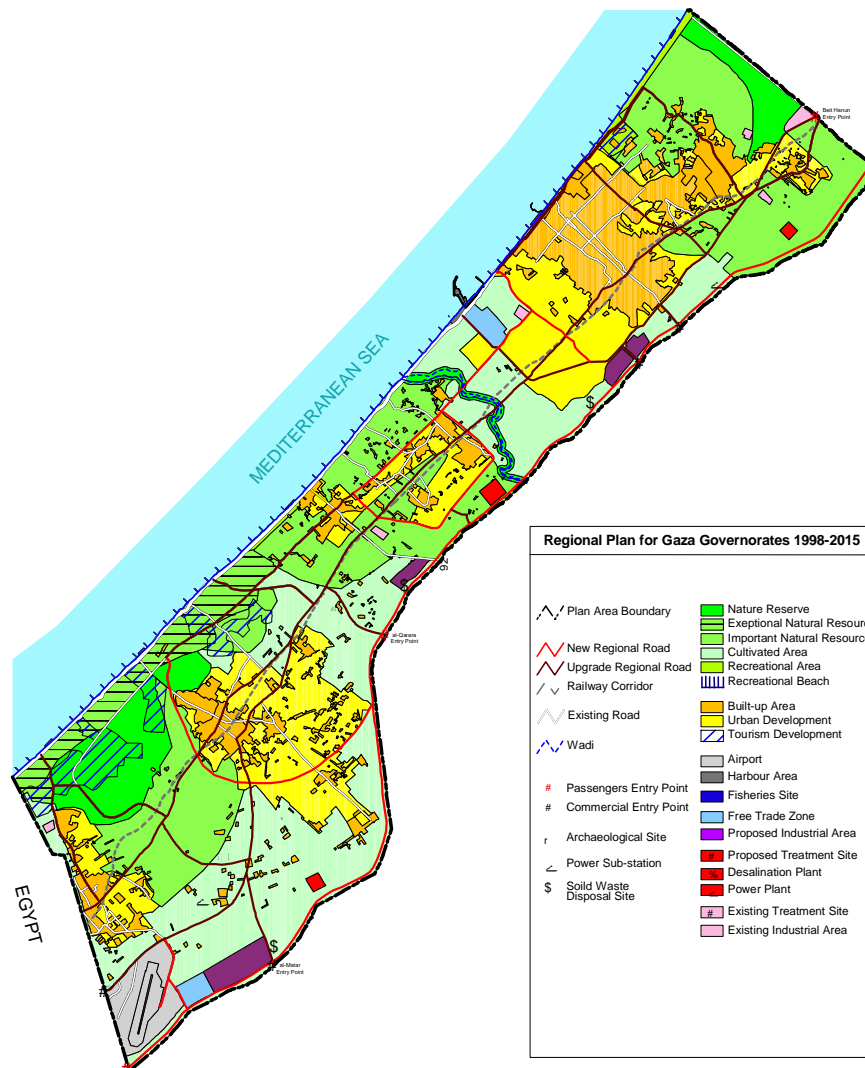 Beit Hanun
Entry Point
MEDITERRANEAN SEA
$
$
al-Qarara
Entry Point
EGYPT
$
al-Matar
Entry Point
#
Regional Plan for Gaza Governorates 1998-2015
Plan Area Boundary
New Regional Road
Upgrade Regional Road
Railway Corridor
Existing Road
Wadi
# Passengers Entry Point
# Commercial Entry Point
r Archaeological Site
Power Sub-station
$ Soild Waste
Disposal Site
Nature Reserve
Exeptional Natural Resourc
Important Natural Resource
Cultivated Area
Recreational Area
Recreational Beach
Built-up Area
Urban Development
Tourism Development
Airport
Harbour Area
Fisheries Site
Free Trade Zone
Proposed Industrial Area
# Proposed Treatment Site
% Desalination Plant
Power Plant
# Existing Treatment Site
Existing Industrial Area